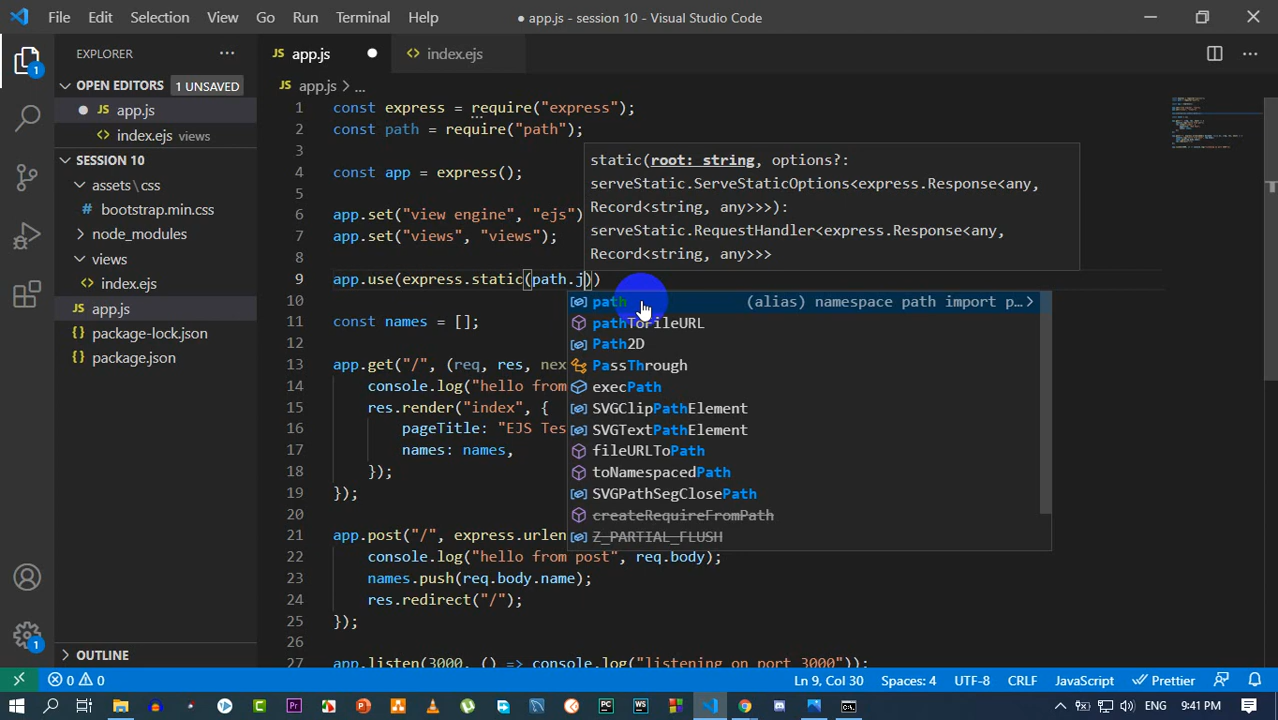 File Edit Selection View Go Run Terminal Help
● app.js - session 10 - Visual Studio Code
EXPLORER
OPEN EDITORS 1 UNSAVED
JS app.js
<> index.ejs views
SESSION 10
assets\css
bootstrap.min.css
node_modules
views
index.ejs
JS app.js
package-lock.json
package.json
OUTLINE
1
1
JS app.js ●
<> index.ejs
JS app.js > ...
1 const express = require("express");
2 const path = require("path");
3
4 const app = express();
5
6 app.set("view engine", "ejs")
7 app.set("views", "views");
8
9 app.use(express.static(path.j))
10
11 const names = [];
12
13 app.get("/", (req, res, nex
14 console.log("hello from
15 res.render("index", {
16 pageTitle: "EJS Tes
17 names: names,
18 });
19 });
20
21 app.post("/", express.urlen
22 console.log("hello from post", req.body);
23 names.push(req.body.name);
24 res.redirect("/");
25 });
26
27 app.listen(3000, () => console.log("listening on port 3000"));
static(root: string, options?:
serveStatic.ServeStaticOptions<express.Response<any,
Record<string, any>>>):
serveStatic.RequestHandler<express.Response<any,
Record<string, any>>>
path (alias) namespace path import p…
pathToFileURL
Path2D
PassThrough
execPath
SVGClipPathElement
SVGTextPathElement
fileURLToPath
toNamespacedPath
SVGPathSegClosePath
createRequireFromPath
Z_PARTIAL_FLUSH
0 0 Ln 9, Col 30 Spaces: 4 UTF-8 CRLF JavaScript Prettier
9:41 PM